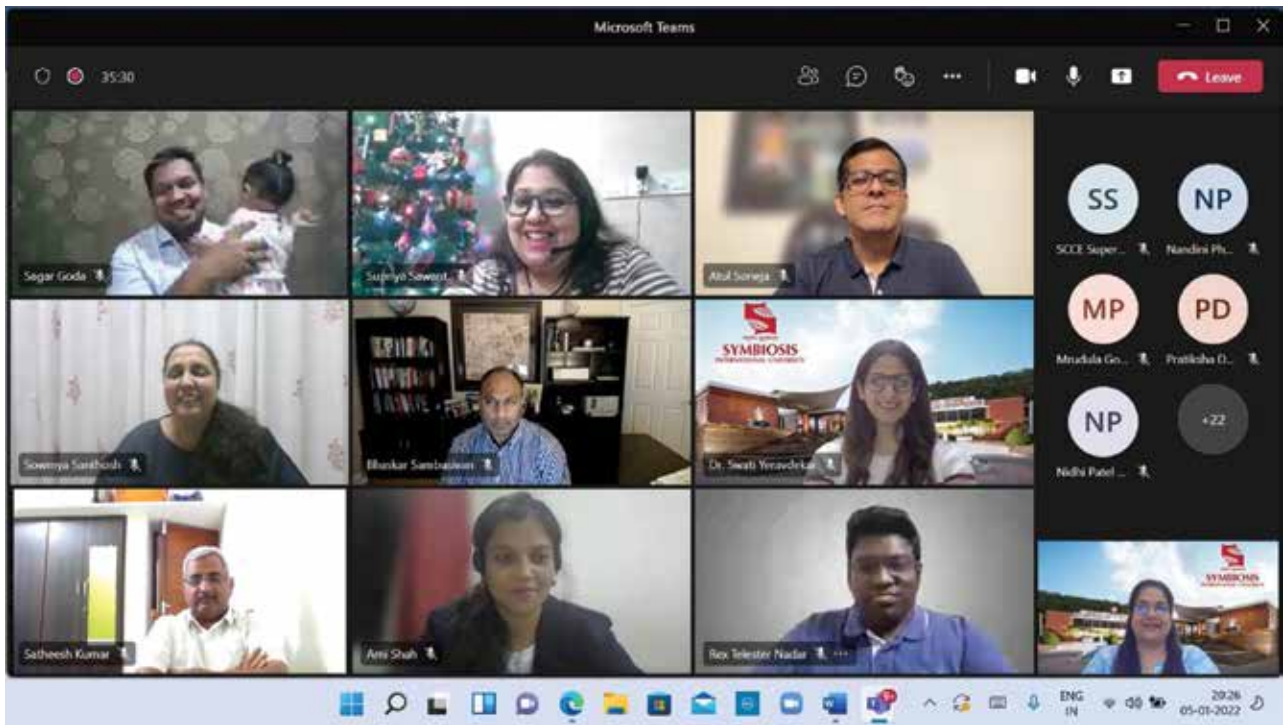 Microsoft Teams
35:30
Leave
Sagar Goda
Supriya Sawant
Atul Soneja
SS
NP
SCCE Super...
Nandini Ph...
MP
PD
Mrudula Go...
Pratiksha D...
NP
+22
Nidhi Patel ...
SYMBIOSIS
INTERNATIONAL UNIVERSITY
Sowmya Santhosh
Bhaskar Sambasivan
Dr. Swati Yeravdekar
Satheesh Kumar
Ami Shah
Rex Telester Nadar
SYMBIOSIS
ENG
IN
20:26
05-01-2022